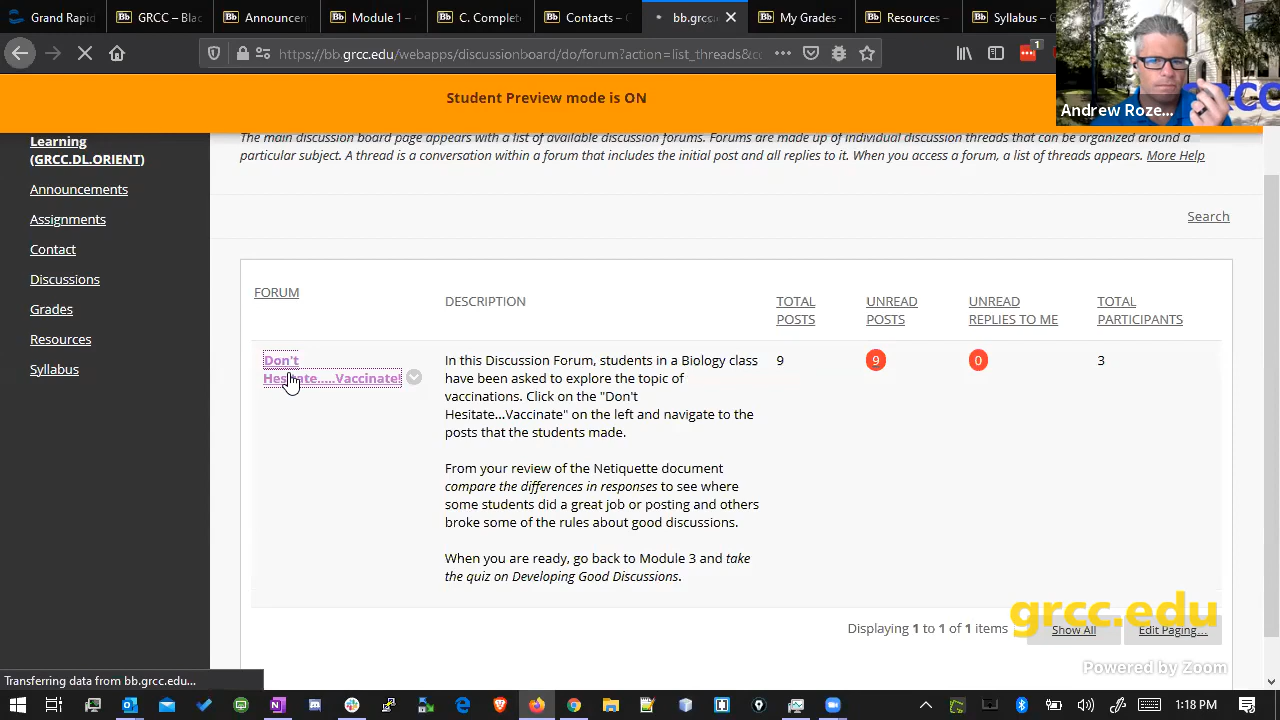 Grand Rapid
GRCC – Blac
Announcem
Module 1 –
C. Complete
Contacts –
bb.grcc.
My Grades –
Resources –
Syllabus –
https://bb.grcc.edu/webapps/discussionboard/do/forum?action=list_threads&
1
Student Preview mode is ON
Andrew Roze...
Learning
(GRCC.DL.ORIENT)
Announcements
Assignments
Contact
Discussions
Grades
Resources
Syllabus
The main discussion board page appears with a list of available discussion forums. Forums are made up of individual discussion threads that can be organized around a
particular subject. A thread is a conversation within a forum that includes the initial post and all replies to it. When you access a forum, a list of threads appears. More Help
Search
FORUM
DESCRIPTION
TOTAL
POSTS
UNREAD
POSTS
UNREAD
REPLIES TO ME
TOTAL
PARTICIPANTS
Don't
Hesitate.....Vaccinate!
In this Discussion Forum, students in a Biology class
have been asked to explore the topic of
vaccinations. Click on the "Don't
Hesitate...Vaccinate" on the left and navigate to the
posts that the students made.
From your review of the Netiquette document
compare the differences in responses to see where
some students did a great job or posting and others
broke some of the rules about good discussions.
When you are ready, go back to Module 3 and take
the quiz on Developing Good Discussions.
9
9
0
3
Displaying 1 to 1 of 1 items
Show All
Edit Paging...
grcc.edu
Powered by Zoom
Transferring data from bb.grcc.edu...
1:18 PM